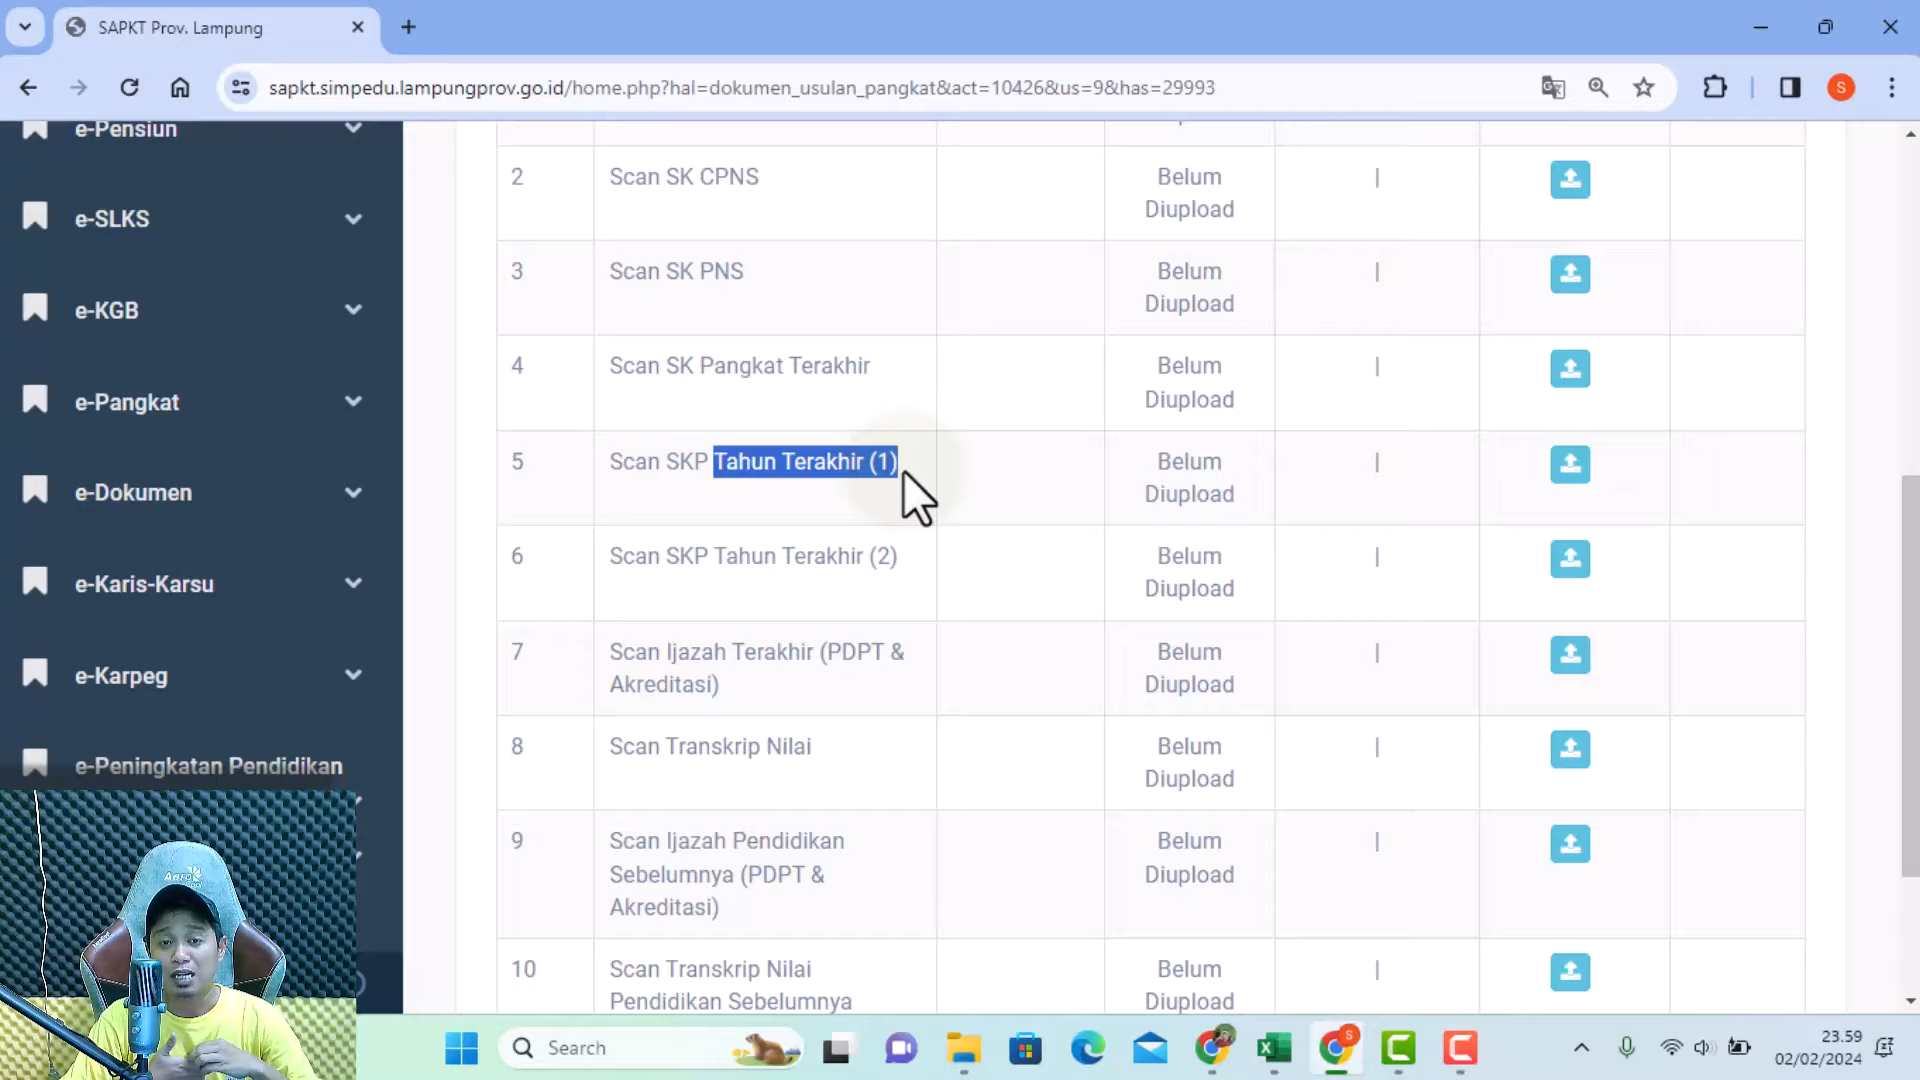 SAPKT Prov. Lampung
sapkt.simpedu.lampungprov.go.id/home.php?hal=dokumen_usulan_pangkat&act=10426&us=9&has=29993
S
e-Pensiun
e-SLKS
e-KGB
e-Pangkat
e-Dokumen
e-Karis-Karsu
e-Karpeg
e-Peningkatan Pendidikan
2 Scan SK CPNS Belum
Diupload
3 Scan SK PNS Belum
Diupload
4 Scan SK Pangkat Terakhir Belum
Diupload
5 Scan SKP Tahun Terakhir (1) Belum
Diupload
6 Scan SKP Tahun Terakhir (2) Belum
Diupload
7 Scan Ijazah Terakhir (PDPT & Belum
Akreditasi) Diupload
8 Scan Transkrip Nilai Belum
Diupload
9 Scan Ijazah Pendidikan Belum
Sebelumnya (PDPT & Diupload
Akreditasi)
10 Scan Transkrip Nilai Belum
Pendidikan Sebelumnya Diupload
Search
S
23.59
02/02/2024